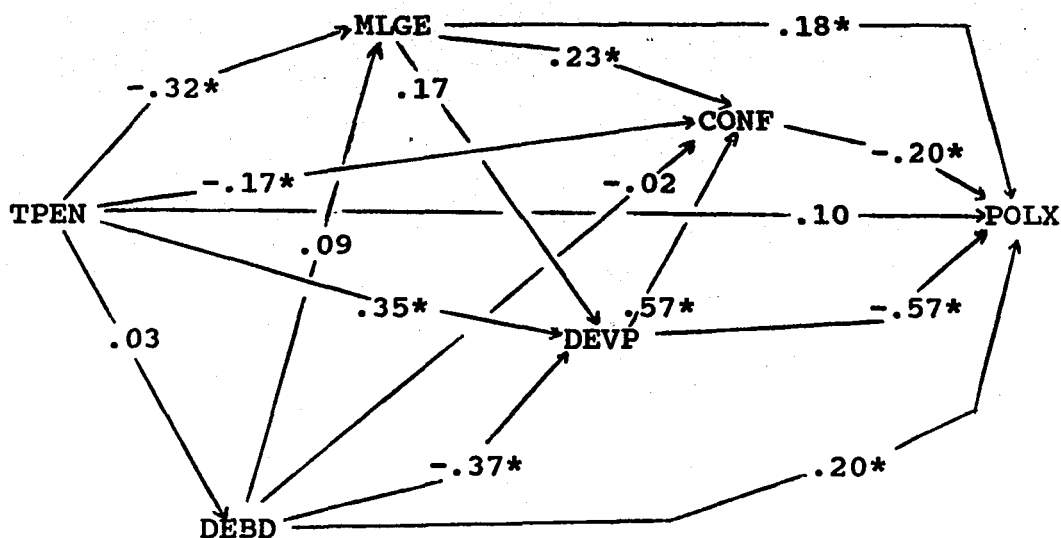 MLGE
.18*
.23*
-.32*
.17
CONF
-.20*
-.17*
-.02
TPEN
.10
POLX
.09
.35*
.57*
-.57*
.03
DEVP
-.37*
.20*
DEBD